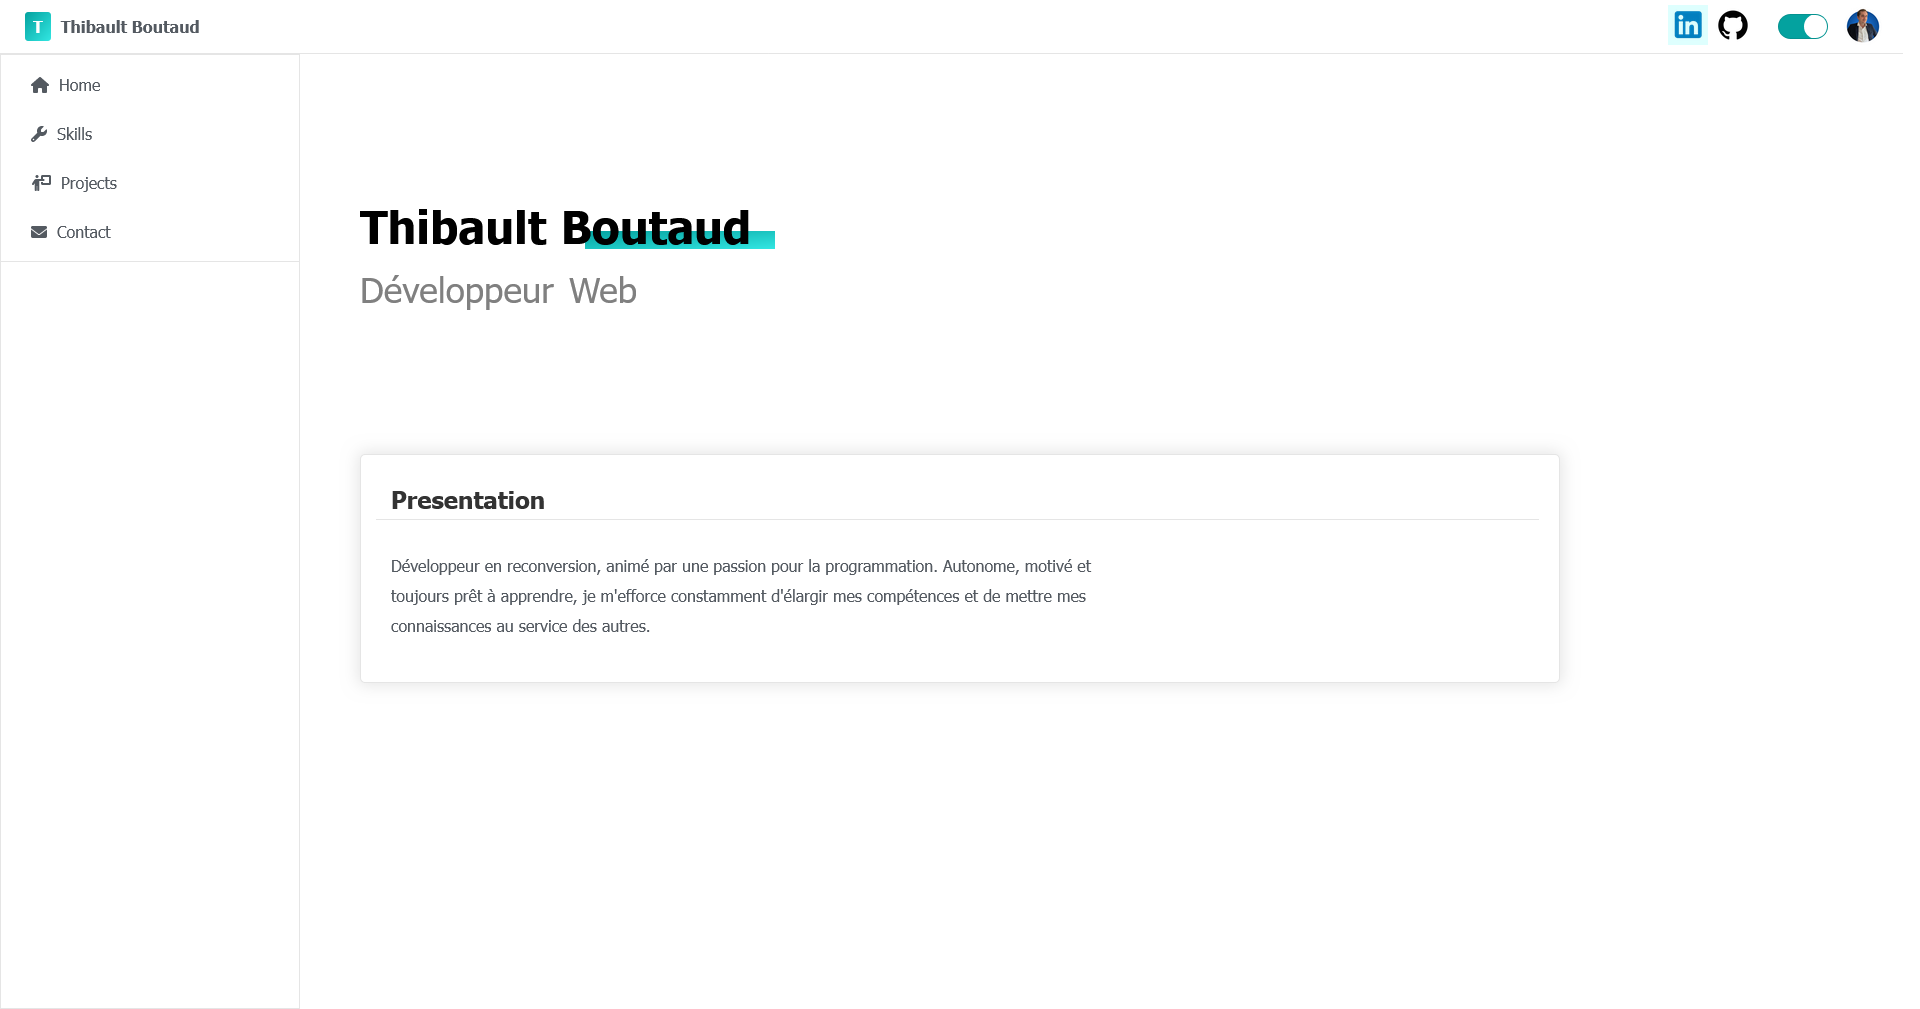 T Thibault Boutaud
in
Home
Skills
Projects
Contact
Thibault Boutaud
Développeur Web
Presentation
Développeur en reconversion, animé par une passion pour la programmation. Autonome, motivé et
toujours prêt à apprendre, je m'efforce constamment d'élargir mes compétences et de mettre mes
connaissances au service des autres.